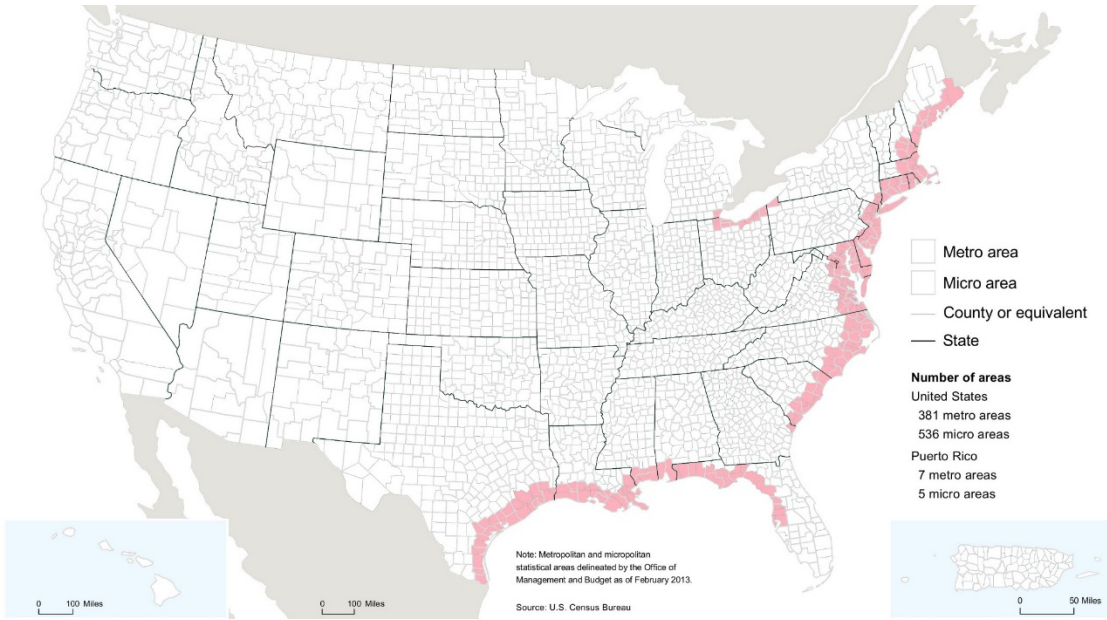 Metro area
Micro area
County or equivalent
State
Number of areas
United States
381 metro areas
536 micro areas
Puerto Rico
7 metro areas
5 micro areas
Note: Metropolitan and micropolitan
statistical areas delineated by the Office of
Management and Budget as of February 2013.
Source: U.S. Census Bureau
0 100 Miles
0 100 Miles
0 50 Miles